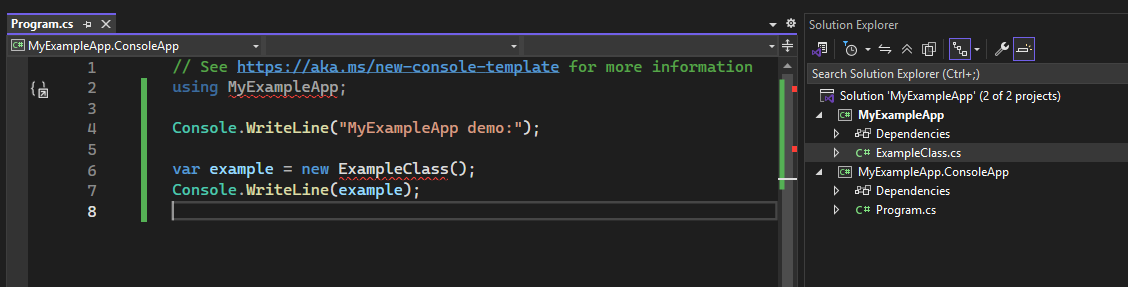 Program.cs
MyExampleApp.ConsoleApp
1 // See https://aka.ms/new-console-template for more information
2 using MyExampleApp;
3
4 Console.WriteLine("MyExampleApp demo:");
5
6 var example = new ExampleClass();
7 Console.WriteLine(example);
8
Solution Explorer
Search Solution Explorer (Ctrl+;)
Solution 'MyExampleApp' (2 of 2 projects)
C# MyExampleApp
Dependencies
C# ExampleClass.cs
C# MyExampleApp.ConsoleApp
Dependencies
C# Program.cs